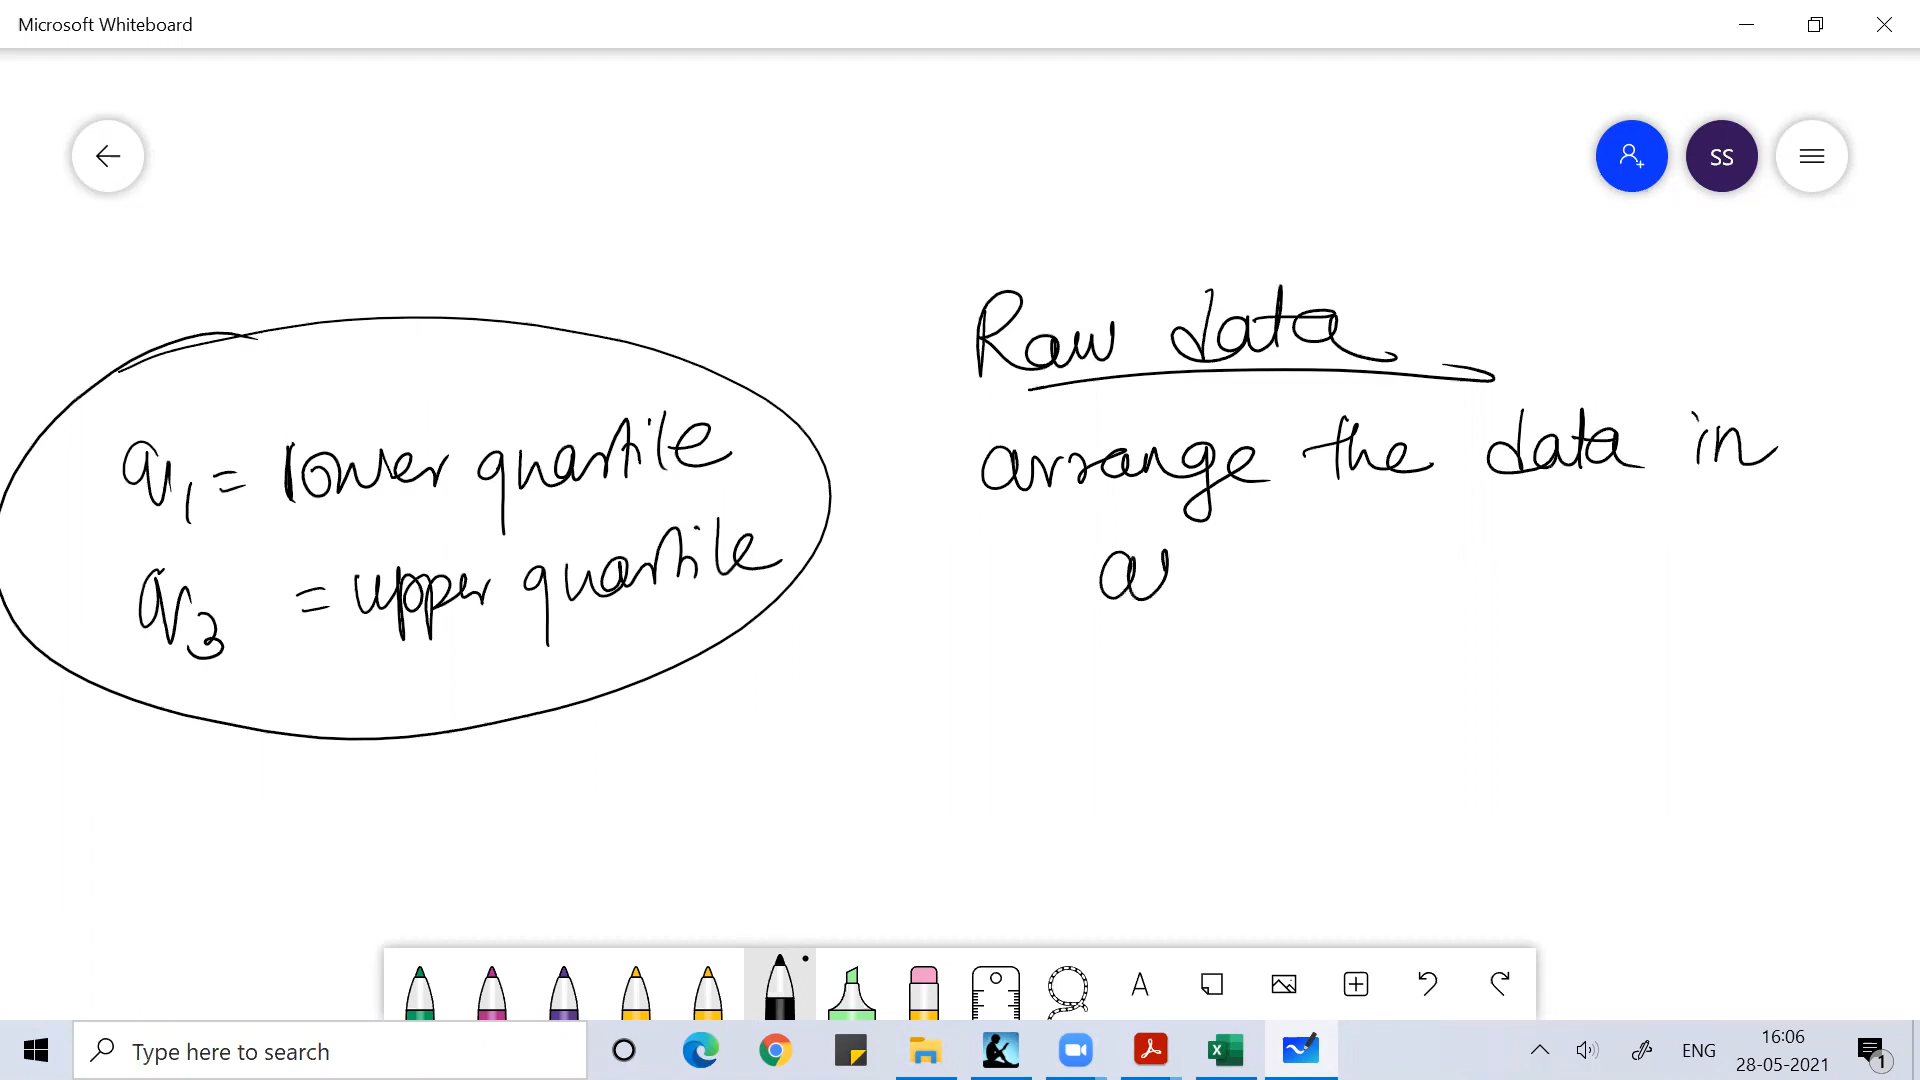 Microsoft Whiteboard
SS
Q1 = lower quartile
Q3 = upper quartile
Raw data
arrange the data in
a
A
Type here to search
ENG
16:06
28-05-2021
1